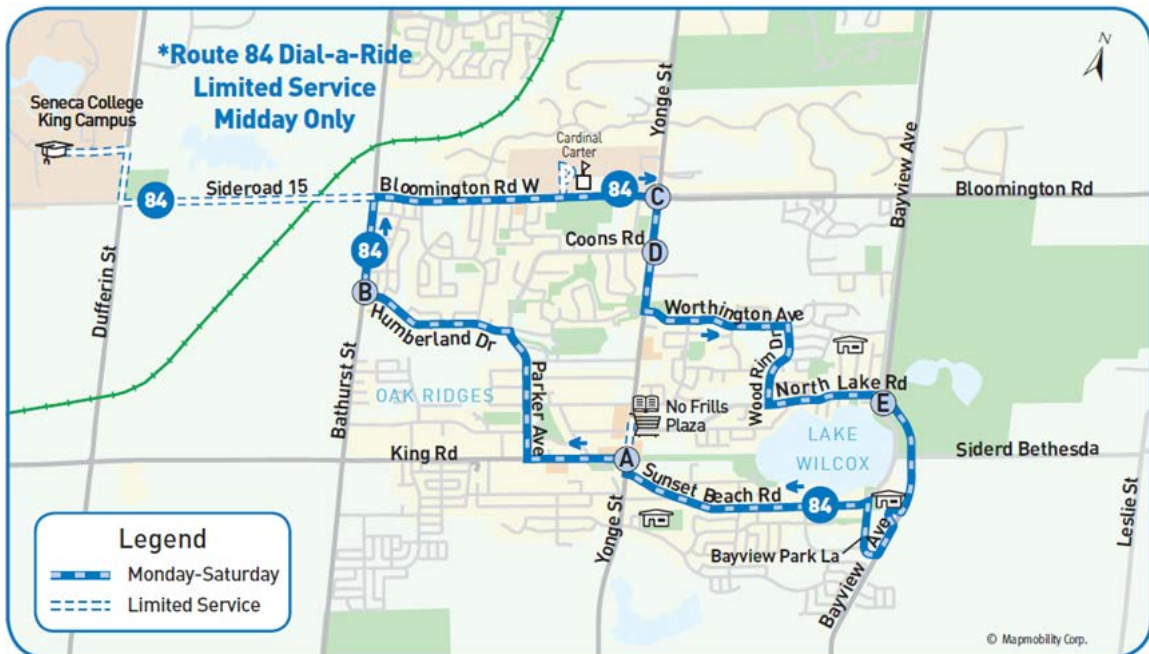 *Route 84 Dial-a-Ride
Limited Service
Midday Only
N
Seneca College
King Campus
Cardinal
Carter
Yonge St
Bayview Ave
84
Sideroad 15
Bloomington Rd W
84
C
Bloomington Rd
Dufferin St
84
Coons Rd
D
B
Humberland Dr
Worthington Ave
Wood Rim Dr
North Lake Rd
E
Bathurst St
OAK RIDGES
Parker Ave
No Frills
Plaza
LAKE
WILCOX
King Rd
A
Siderd Bethesda
Sunset Beach Rd
84
Leslie St
Yonge St
Bayview Park La
Bayview Ave
Legend
Monday-Saturday
Limited Service
© Mapmobility Corp.